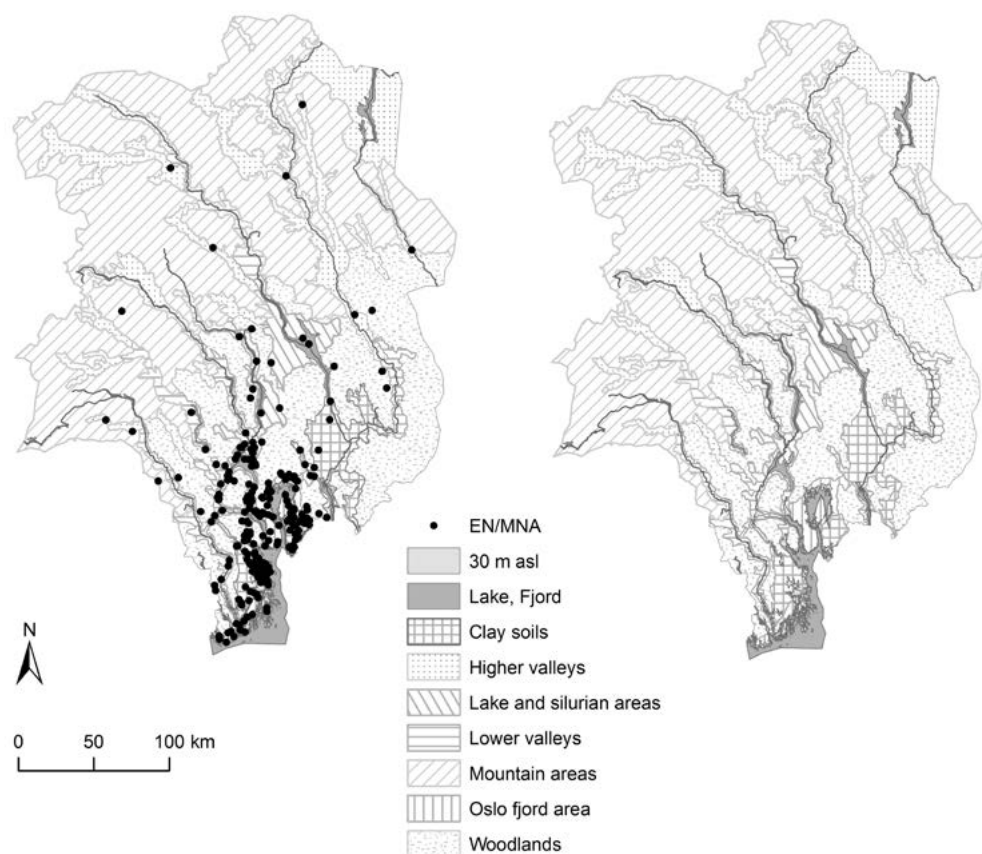 EN/MNA
30 m asl
Lake, Fjord
Clay soils
Higher valleys
Lake and silurian areas
Lower valleys
Mountain areas
Oslo fjord area
Woodlands
N
0 50 100 km